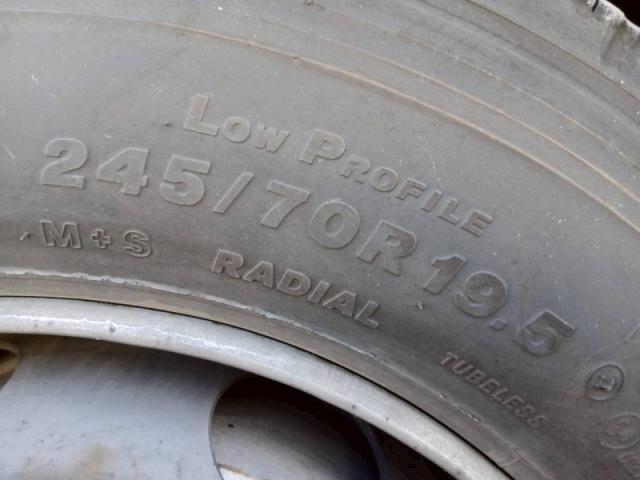 LOW PROFILE
245/70R19.5
M+S RADIAL TUBELESS
H